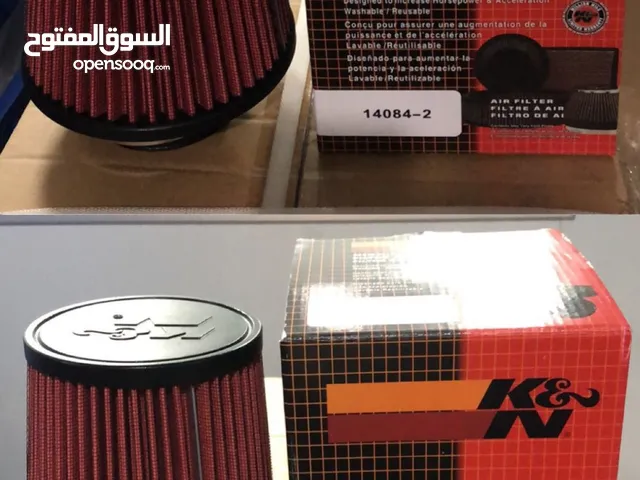 السوق المفتوح
opensooq.com
Designed to Increase Horsepower & Acceleration
Washable / Reusable
Conçu pour assurer une augmentation de la
puissance et de l'accélération
Lavable/Réutilisable
Diseñado para aumentar la
potencia y la aceleración
Lavable/Reutilizable
14084-2
AIR FILTER
FILTRE À AIR
FILTRO DE AI
K&N
K&
N